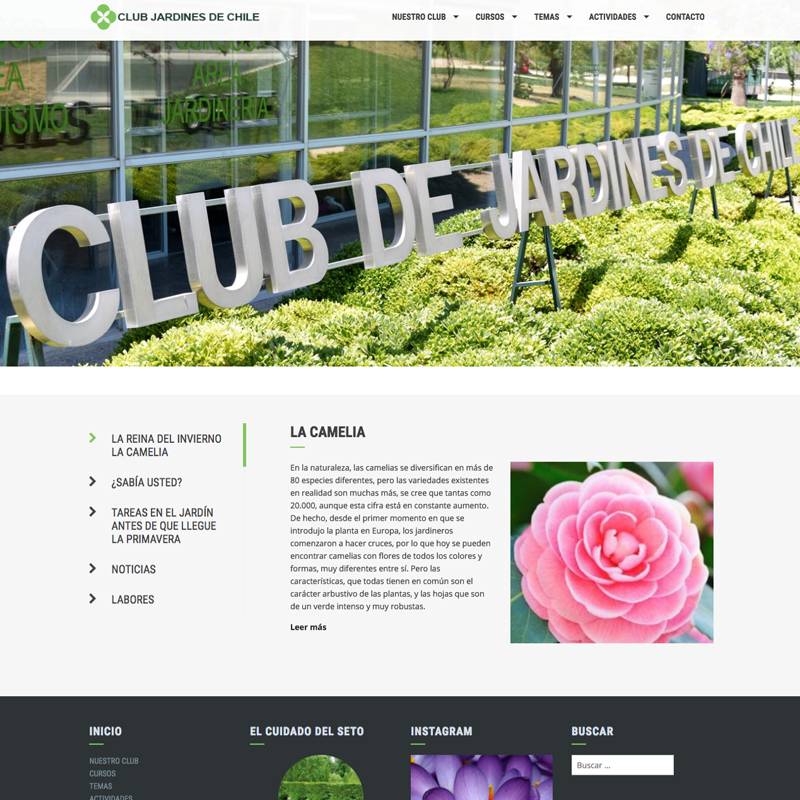 CLUB JARDINES DE CHILE
NUESTRO CLUB
CURSOS
TEMAS
ACTIVIDADES
CONTACTO
AREA
JARDINERIA
CLUB DE JARDINES DE CHILE
LA REINA DEL INVIERNO
LA CAMELIA
¿SABÍA USTED?
TAREAS EN EL JARDÍN
ANTES DE QUE LLEGUE
LA PRIMAVERA
NOTICIAS
LABORES
LA CAMELIA
En la naturaleza, las camelias se diversifican en más de
80 especies diferentes, pero las variedades existentes
en realidad son muchas más, se cree que tantas como
20.000, aunque esta cifra está en constante aumento.
De hecho, desde el primer momento en que se
introdujo la planta en Europa, los jardineros
comenzaron a hacer cruces, por lo que hoy se pueden
encontrar camelias con flores de todos los colores y
formas, muy diferentes entre sí. Pero las
características, que todas tienen en común son el
carácter arbustivo de las plantas, y las hojas que son
de un verde intenso y muy robustas.
Leer más
INICIO
NUESTRO CLUB
CURSOS
TEMAS
ACTIVIDADES
EL CUIDADO DEL SETO
INSTAGRAM
BUSCAR
Buscar ...